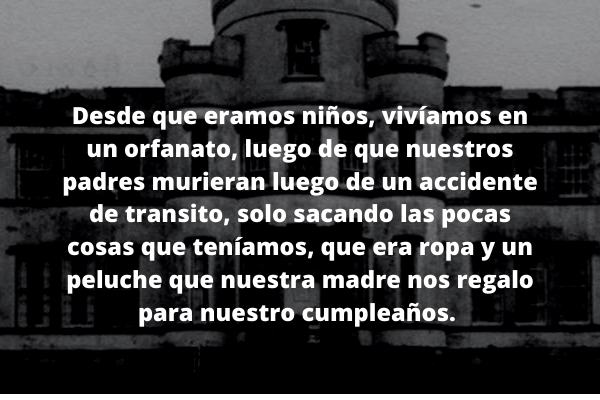 Desde que eramos niños, vivíamos en
un orfanato, luego de que nuestros
padres murieran luego de un accidente
de transito, solo sacando las pocas
cosas que teníamos, que era ropa y un
peluche que nuestra madre nos regalo
para nuestro cumpleaños.